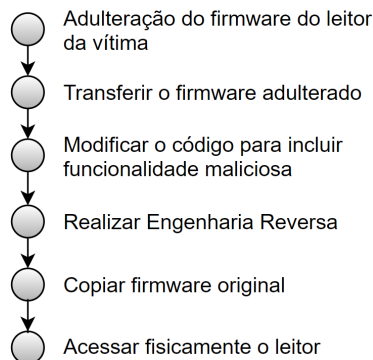 Adulteração do firmware do leitor
da vítima
Transferir o firmware adulterado
Modificar o código para incluir
funcionalidade maliciosa
Realizar Engenharia Reversa
Copiar firmware original
Acessar fisicamente o leitor